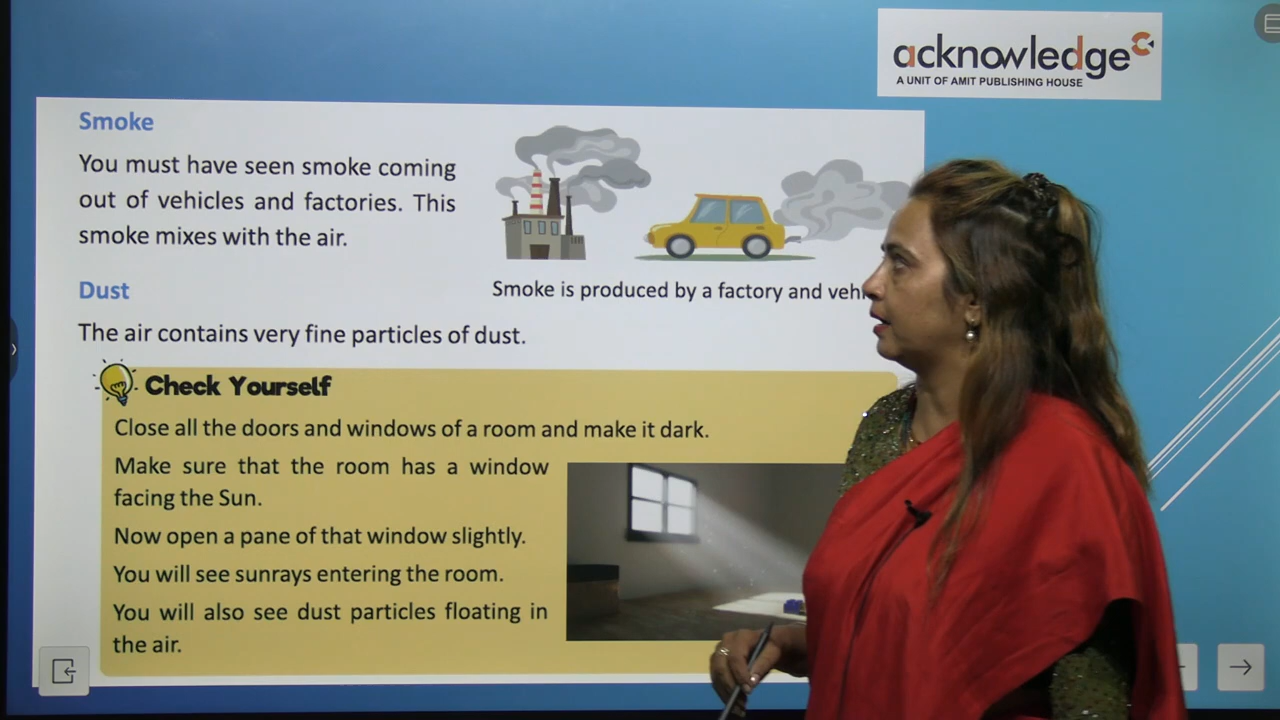 acknowledge
A UNIT OF AMIT PUBLISHING HOUSE
Smoke
You must have seen smoke coming
out of vehicles and factories. This
smoke mixes with the air.
Smoke is produced by a factory and
Dust
The air contains very fine particles of dust.
Check Yourself
Close all the doors and windows of a room and make it dark.
Make sure that the room has a window
facing the Sun.
Now open a pane of that window slightly.
You will see sunrays entering the room.
You will also see dust particles floating in
the air.